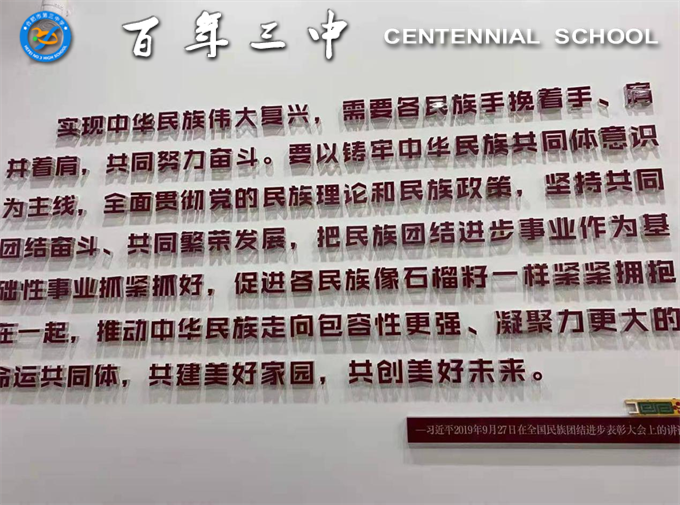 百年三中 CENTENNIAL SCHOOL
实现中华民族伟大复兴，需要各民族手挽着手、肩
并着肩，共同努力奋斗。要以铸牢中华民族共同体意识
为主线，全面贯彻党的民族理论和民族政策，坚持共同
团结奋斗、共同繁荣发展，把民族团结进步事业作为基
础性事业抓紧抓好，促进各民族像石榴籽一样紧紧拥抱
在一起，推动中华民族走向包容性更强、凝聚力更大的
命运共同体，共建美好家园，共创美好未来。
—习近平2019年9月27日在全国民族团结进步表彰大会上的讲话